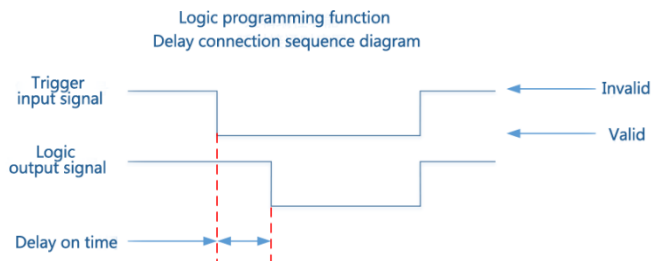 Logic programming function
Delay connection sequence diagram
Trigger
input signal
Invalid
Valid
Logic
output signal
Delay on time